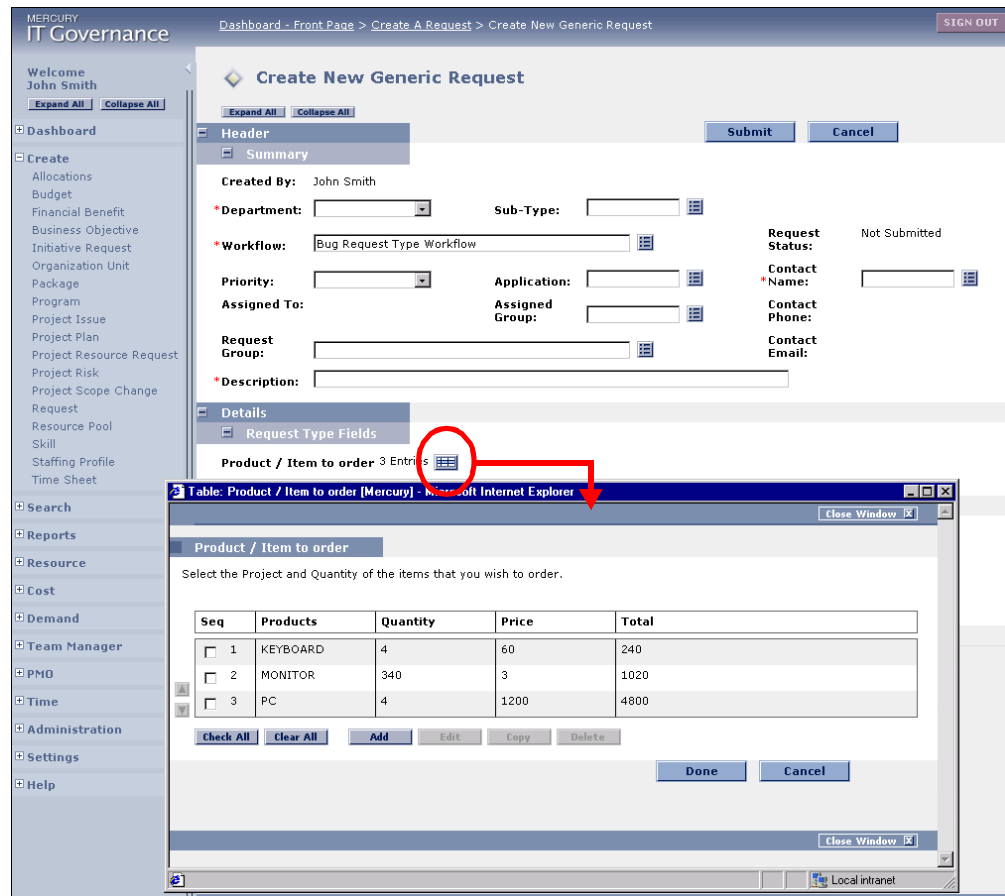 MERCURY
IT Governance
Dashboard - Front Page > Create A Request > Create New Generic Request
SIGN OUT
Welcome
John Smith
Expand All Collapse All
Dashboard
Create
Allocations
Budget
Financial Benefit
Business Objective
Initiative Request
Organization Unit
Package
Program
Project Issue
Project Plan
Project Resource Request
Project Risk
Project Scope Change
Request
Resource Pool
Skill
Staffing Profile
Time Sheet
Search
Reports
Resource
Cost
Demand
Team Manager
PMO
Time
Administration
Settings
Help
Create New Generic Request
Expand All Collapse All
Header
Submit Cancel
Summary
Created By: John Smith
*Department: Sub-Type:
*Workflow: Bug Request Type Workflow Request Status: Not Submitted
Priority: Application: Contact *Name:
Assigned To: Assigned Group: Contact Phone:
Request Group: Contact Email:
*Description:
Details
Request Type Fields
Product / Item to order 3 Entries
Table: Product / Item to order [Mercury] - Microsoft Internet Explorer
Close Window
Product / Item to order
Select the Project and Quantity of the items that you wish to order.
Seq Products Quantity Price Total
1 KEYBOARD 4 60 240
2 MONITOR 340 3 1020
3 PC 4 1200 4800
Check All Clear All Add Edit Copy Delete
Done Cancel
Close Window
Local intranet